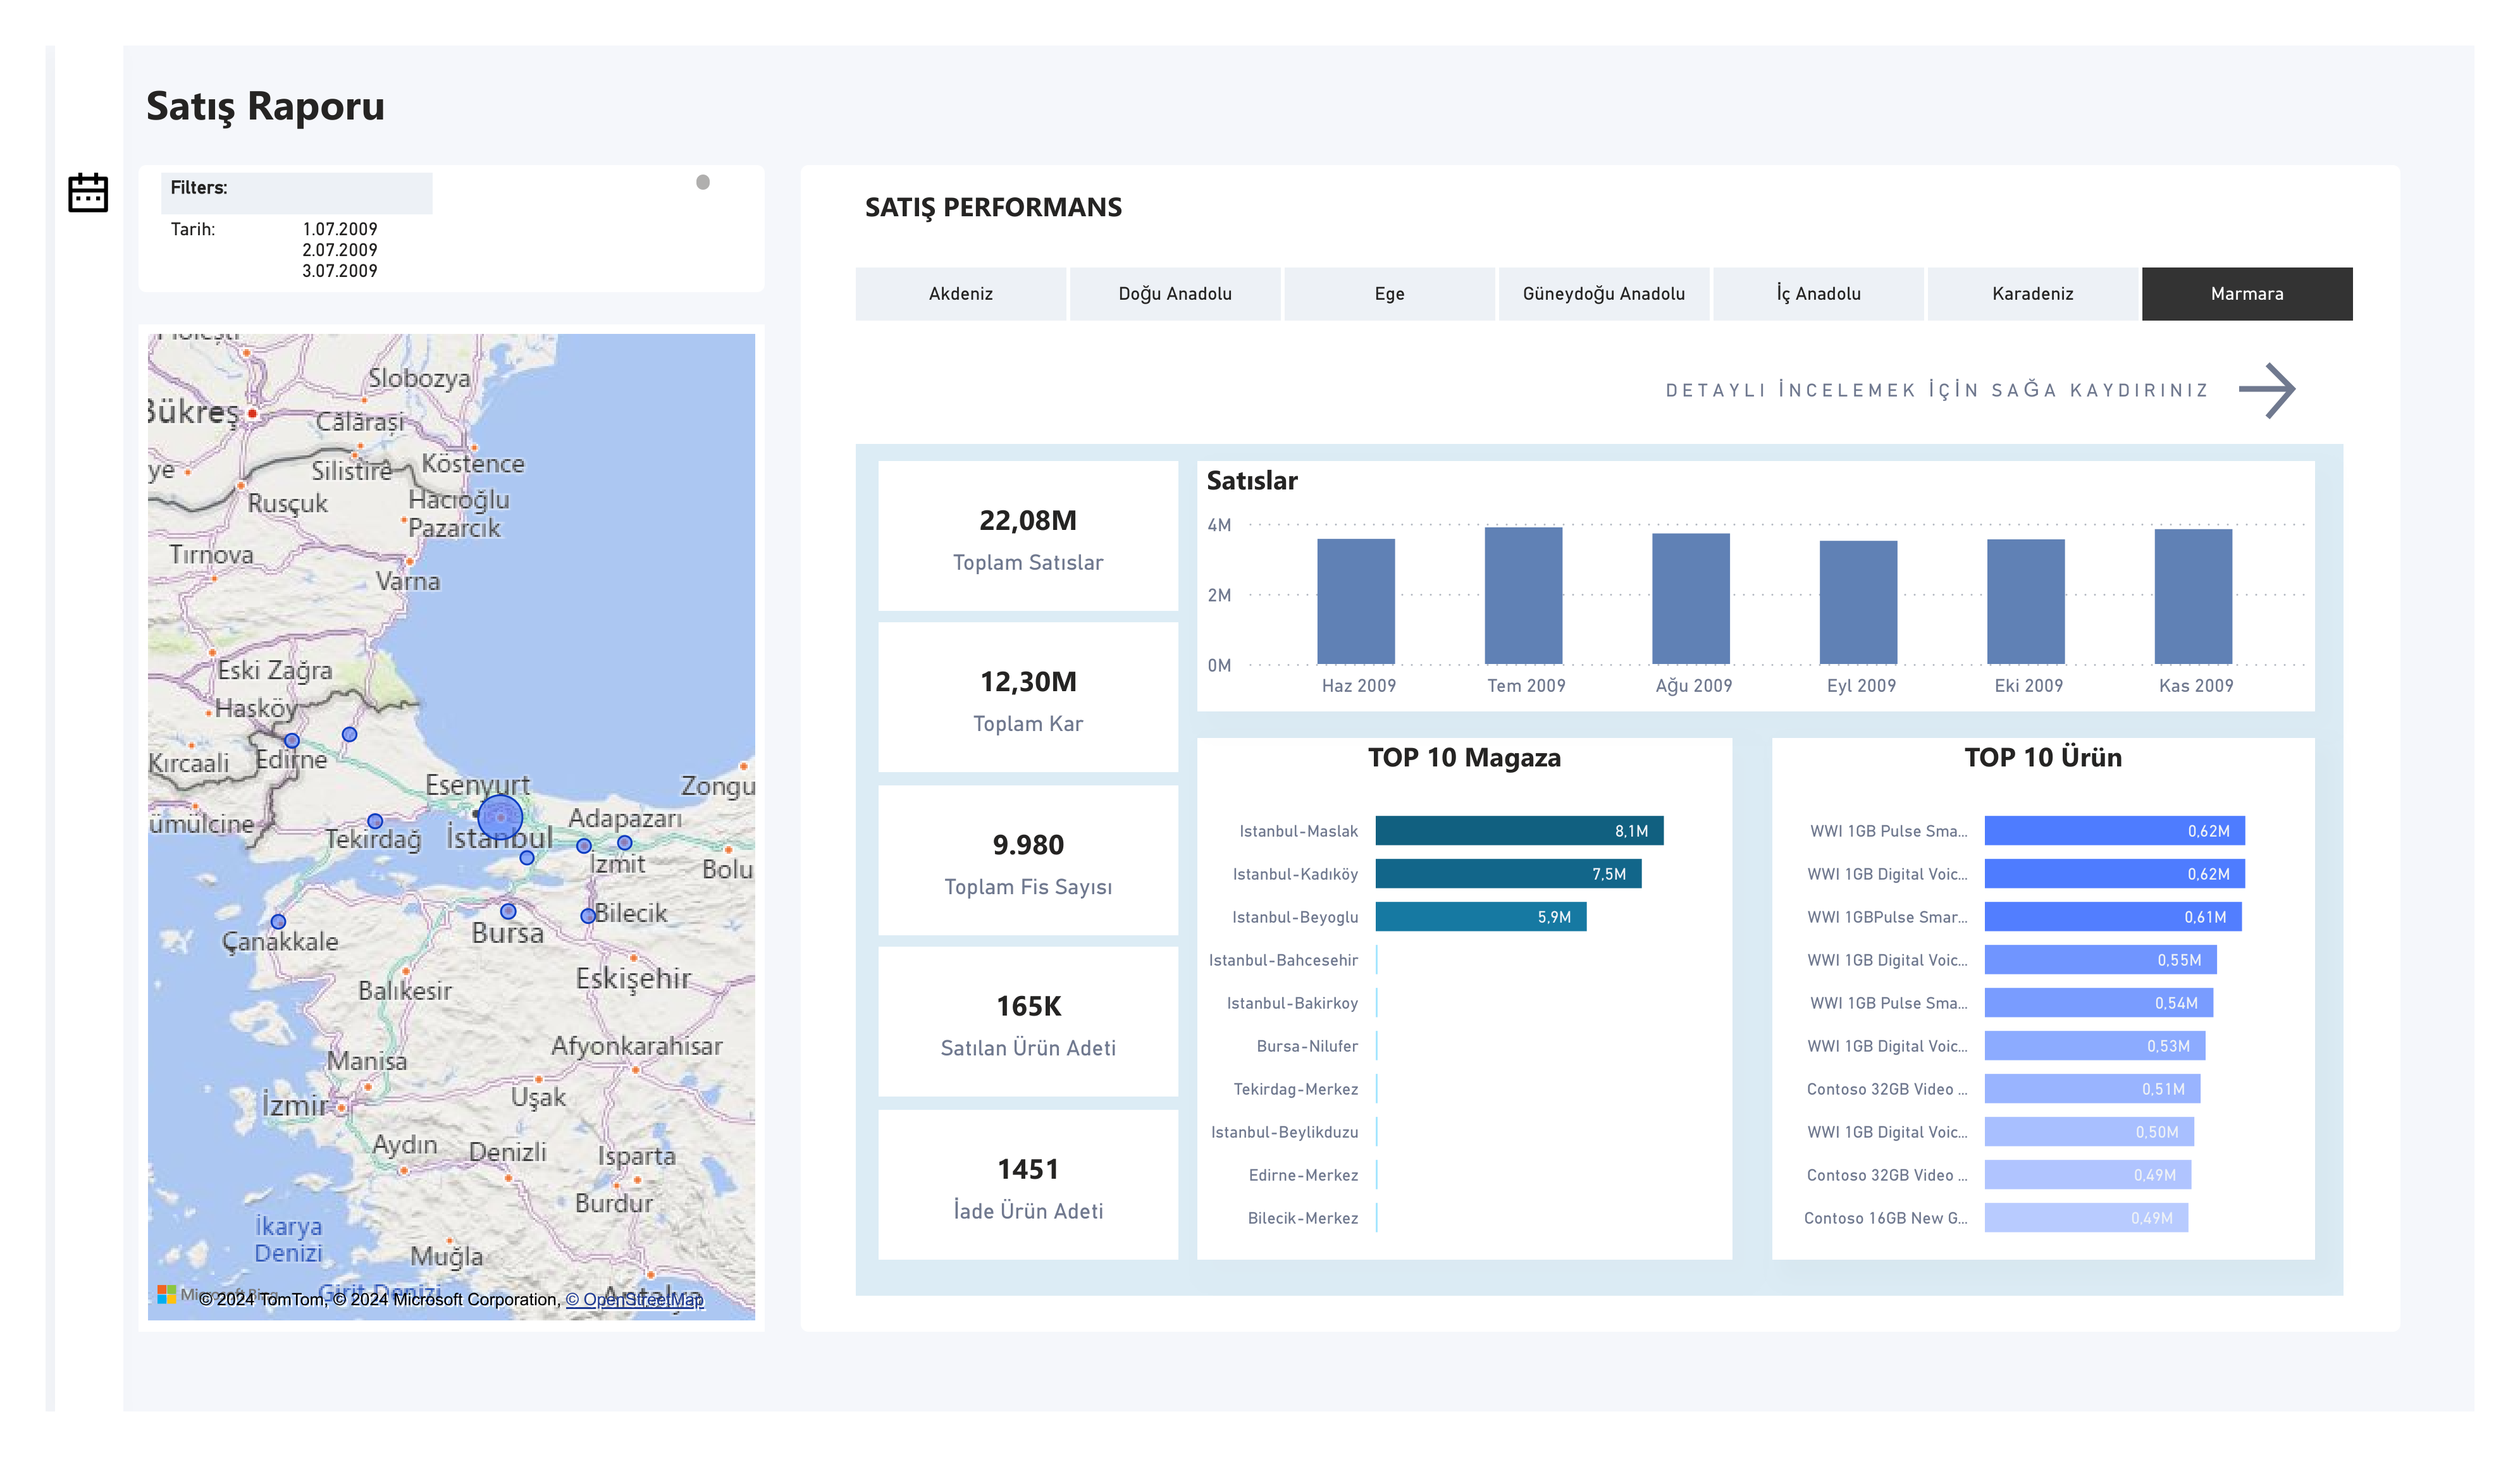 Satış Raporu
Filters:
Tarih: 1.07.2009
2.07.2009
3.07.2009
Slobozya
Bükreş
Călărași
Silistire
Köstence
ye
Rusçuk
Hacıoğlu
Pazarcık
Tırnova
Varna
Eski Zağra
Hasköy
Kırcaali
Edirne
Esenyurt
Zongu
ümülcine
Tekirdağ
İstanbul
Adapazarı
İzmit
Bolu
Bilecik
Bursa
Çanakkale
Eskişehir
Balıkesir
Afyonkarahisar
Manisa
Uşak
İzmir
Aydın
Denizli
Isparta
Burdur
İkarya
Denizi
Muğla
Girit Denizi
Antalya
Microsoft Bing
© 2024 TomTom, © 2024 Microsoft Corporation, © OpenStreetMap
SATIŞ PERFORMANS
Akdeniz
Doğu Anadolu
Ege
Güneydoğu Anadolu
İç Anadolu
Karadeniz
Marmara
DETAYLI İNCELEMEK İÇİN SAĞA KAYDIRINIZ
22,08M
Toplam Satıslar
12,30M
Toplam Kar
9.980
Toplam Fis Sayısı
165K
Satılan Ürün Adeti
1451
İade Ürün Adeti
Satıslar
4M
2M
0M
Haz 2009
Tem 2009
Ağu 2009
Eyl 2009
Eki 2009
Kas 2009
TOP 10 Magaza
Istanbul-Maslak 8,1M
Istanbul-Kadıköy 7,5M
Istanbul-Beyoglu 5,9M
Istanbul-Bahcesehir
Istanbul-Bakirkoy
Bursa-Nilufer
Tekirdag-Merkez
Istanbul-Beylikduzu
Edirne-Merkez
Bilecik-Merkez
TOP 10 Ürün
WWI 1GB Pulse Sma... 0,62M
WWI 1GB Digital Voic... 0,62M
WWI 1GBPulse Smar... 0,61M
WWI 1GB Digital Voic... 0,55M
WWI 1GB Pulse Sma... 0,54M
WWI 1GB Digital Voic... 0,53M
Contoso 32GB Video ... 0,51M
WWI 1GB Digital Voic... 0,50M
Contoso 32GB Video ... 0,49M
Contoso 16GB New G... 0,49M